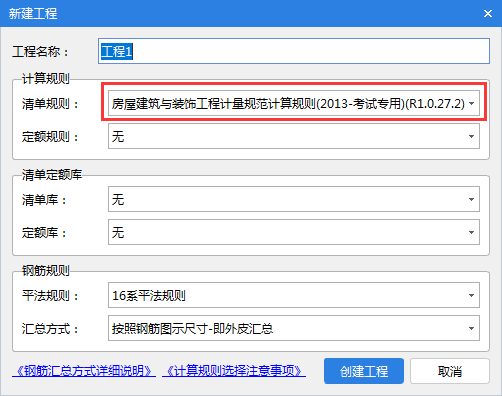 新建工程
工程名称： 工程1
计算规则
清单规则： 房屋建筑与装饰工程计量规范计算规则(2013-考试专用)(R1.0.27.2)
定额规则： 无
清单定额库
清单库： 无
定额库： 无
钢筋规则
平法规则： 16系平法规则
汇总方式： 按照钢筋图示尺寸-即外皮汇总
《钢筋汇总方式详细说明》 《计算规则选择注意事项》 创建工程 取消